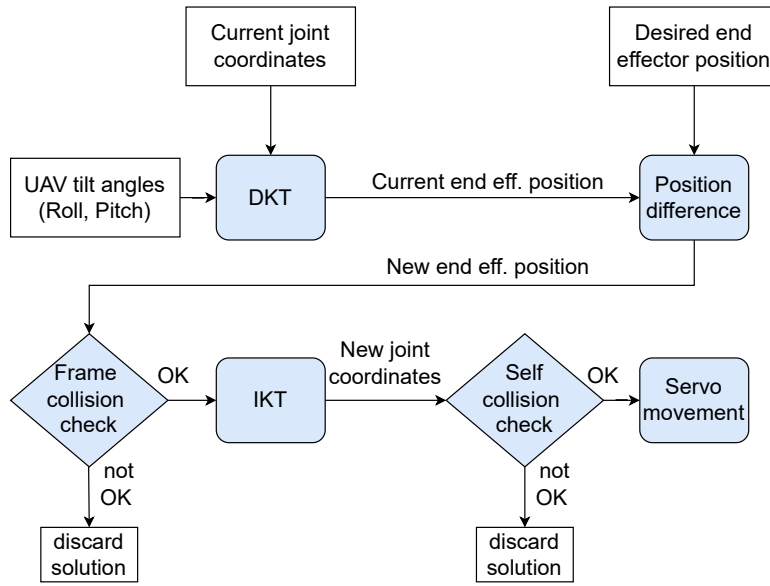 Current joint
coordinates
Desired end
effector position
UAV tilt angles
(Roll, Pitch)
DKT
Current end eff. position
Position
difference
New end eff. position
Frame
collision
check
OK
IKT
New joint
coordinates
Self
collision
check
OK
Servo
movement
not
OK
not
OK
discard
solution
discard
solution